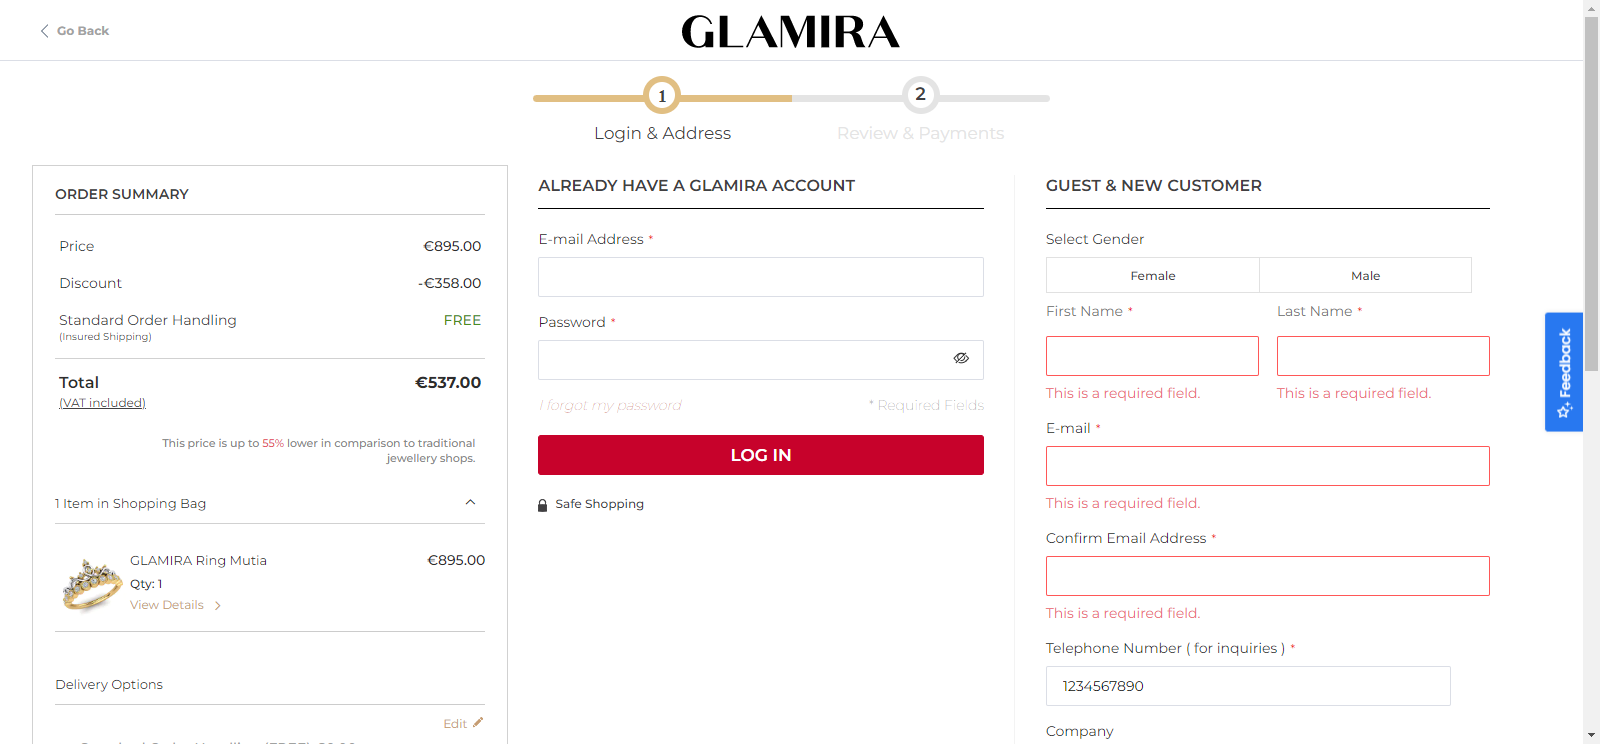 Go Back
GLAMIRA
1
2
Login & Address
Review & Payments
ORDER SUMMARY
Price €895.00
Discount -€358.00
Standard Order Handling FREE
(Insured Shipping)
Total €537.00
(VAT included)
This price is up to 55% lower in comparison to traditional
jewellery shops.
1 Item in Shopping Bag
GLAMIRA Ring Mutia €895.00
Qty: 1
View Details
Delivery Options
Edit
ALREADY HAVE A GLAMIRA ACCOUNT
E-mail Address *
Password *
I forgot my password * Required Fields
LOG IN
Safe Shopping
GUEST & NEW CUSTOMER
Select Gender
Female Male
First Name * Last Name *
This is a required field. This is a required field.
E-mail *
This is a required field.
Confirm Email Address *
This is a required field.
Telephone Number ( for inquiries ) *
1234567890
Company
Feedback